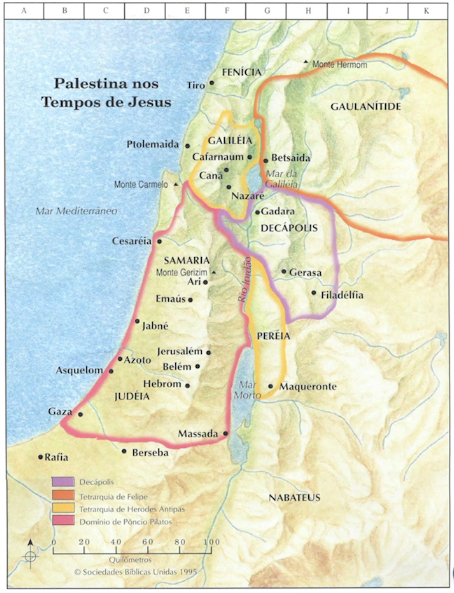 A B C D E F G H I J K
Palestina nos
Tempos de Jesus
FENÍCIA
Tiro
Monte Hermom
GAULANÍTIDE
Ptolemaida
GALILÉIA
Cafarnaum
Betsaida
Caná
Mar da
Galiléia
Monte Carmelo
Nazaré
Mar Mediterrâneo
Gadara
DECÁPOLIS
Cesaréia
SAMARIA
Monte Gerizim
Ari
Rio Jordão
Gerasa
Emaús
Filadélfia
Jabné
PERÉIA
Jerusalém
Azoto
Belém
Asquelom
Hebrom
Mar
Morto
Maqueronte
JUDÉIA
Gaza
Massada
Rafia
Berseba
NABATEUS
Decápolis
Tetrarquia de Felipe
Tetrarquia de Herodes Antipas
Domínio de Pôncio Pilatos
0 20 40 60 80 100
Quilômetros
© Sociedades Bíblicas Unidas 1995